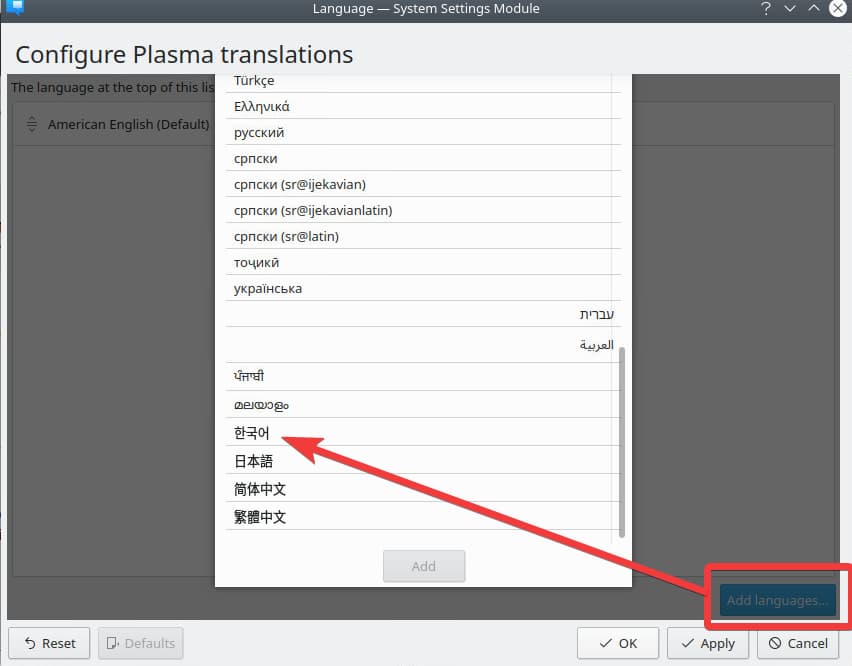 Language — System Settings Module
Configure Plasma translations
The language at the top of this lis
American English (Default)
Türkçe
Ελληνικά
русский
српски
српски (sr@ijekavian)
српски (sr@ijekavianlatin)
српски (sr@latin)
тоҷикӣ
українська
עברית
العربية
ਪੰਜਾਬੀ
മലയാളം
한국어
日本語
简体中文
繁體中文
Add
Add languages...
Reset
Defaults
OK
Apply
Cancel